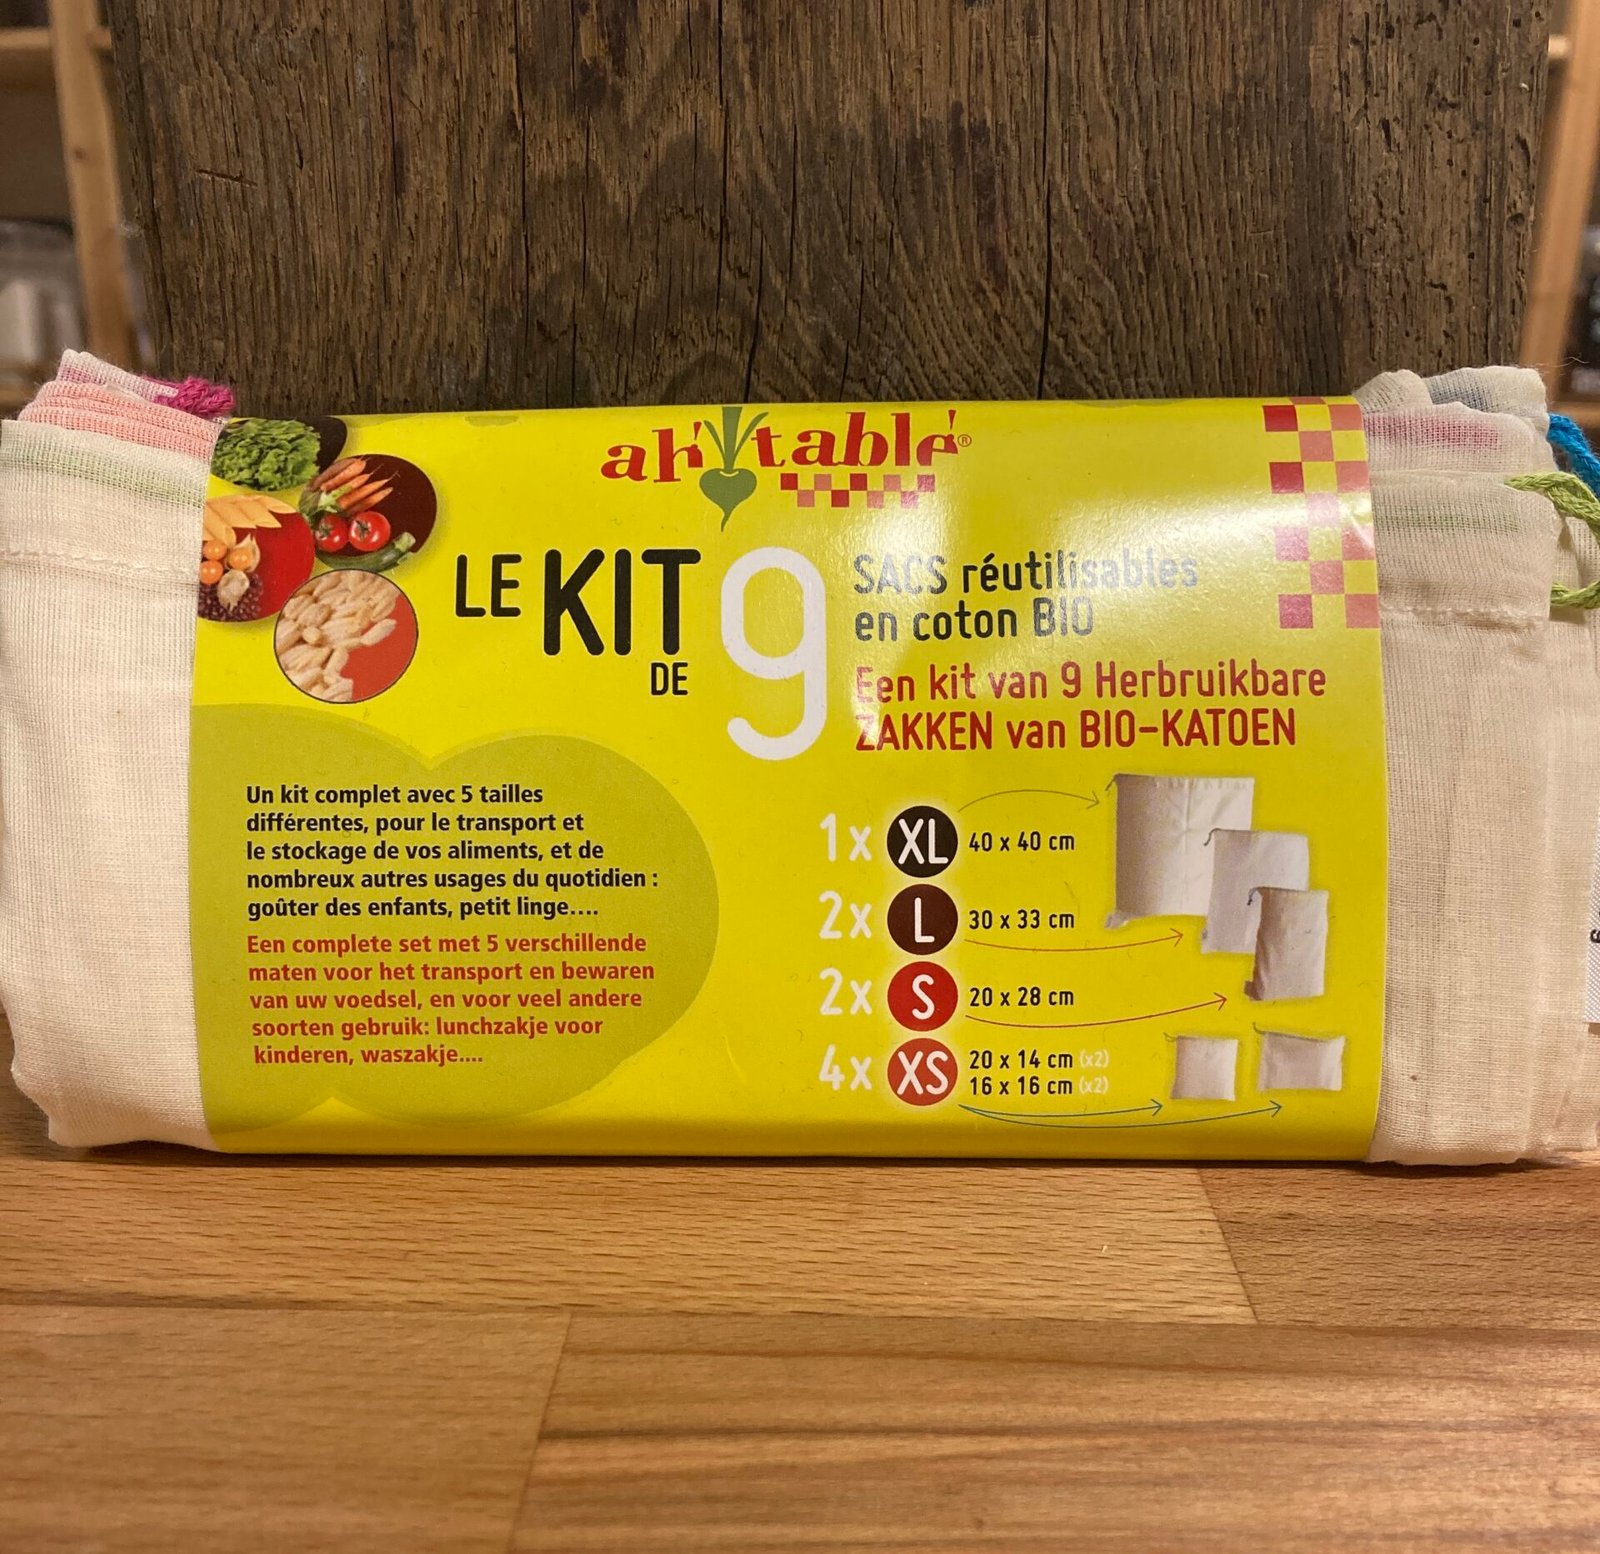 ah! table!®
LE KIT DE 9
SACS réutilisables
en coton BIO
Een kit van 9 Herbruikbare
ZAKKEN van BIO-KATOEN
Un kit complet avec 5 tailles
différentes, pour le transport et
le stockage de vos aliments, et de
nombreux autres usages du quotidien :
goûter des enfants, petit linge....
Een complete set met 5 verschillende
maten voor het transport en bewaren
van uw voedsel, en voor veel andere
soorten gebruik: lunchzakje voor
kinderen, waszakje....
1x XL 40 x 40 cm
2x L 30 x 33 cm
2x S 20 x 28 cm
4x XS 20 x 14 cm (x2)
16 x 16 cm (x2)